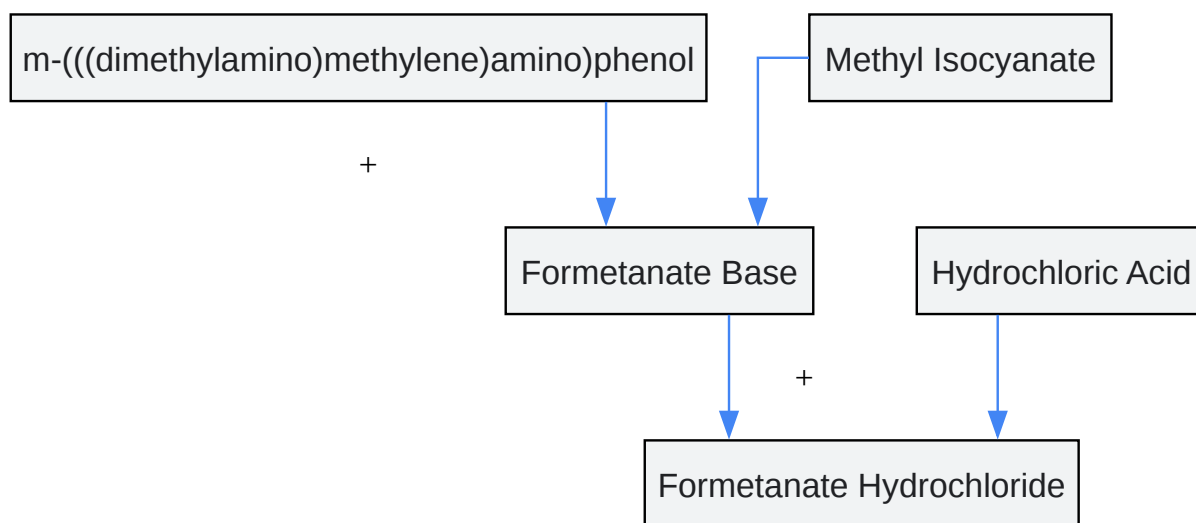 m-(((dimethylamino)methylene)amino)phenol
Methyl Isocyanate
+
Formetanate Base
Hydrochloric Acid
+
Formetanate Hydrochloride